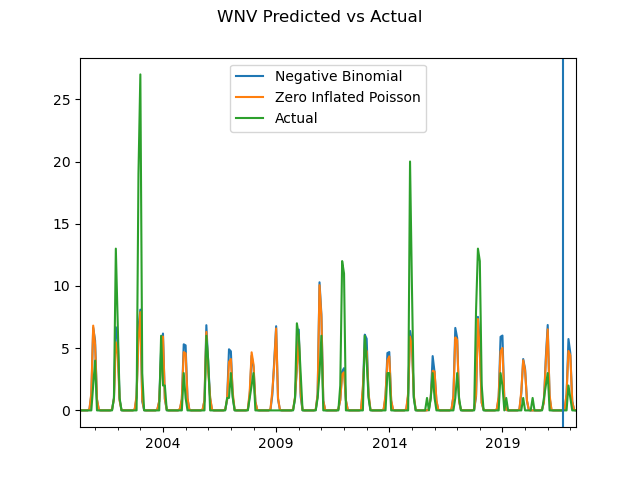 WNV Predicted vs Actual
Negative Binomial
Zero Inflated Poisson
Actual
25
20
15
10
5
0
2004
2009
2014
2019